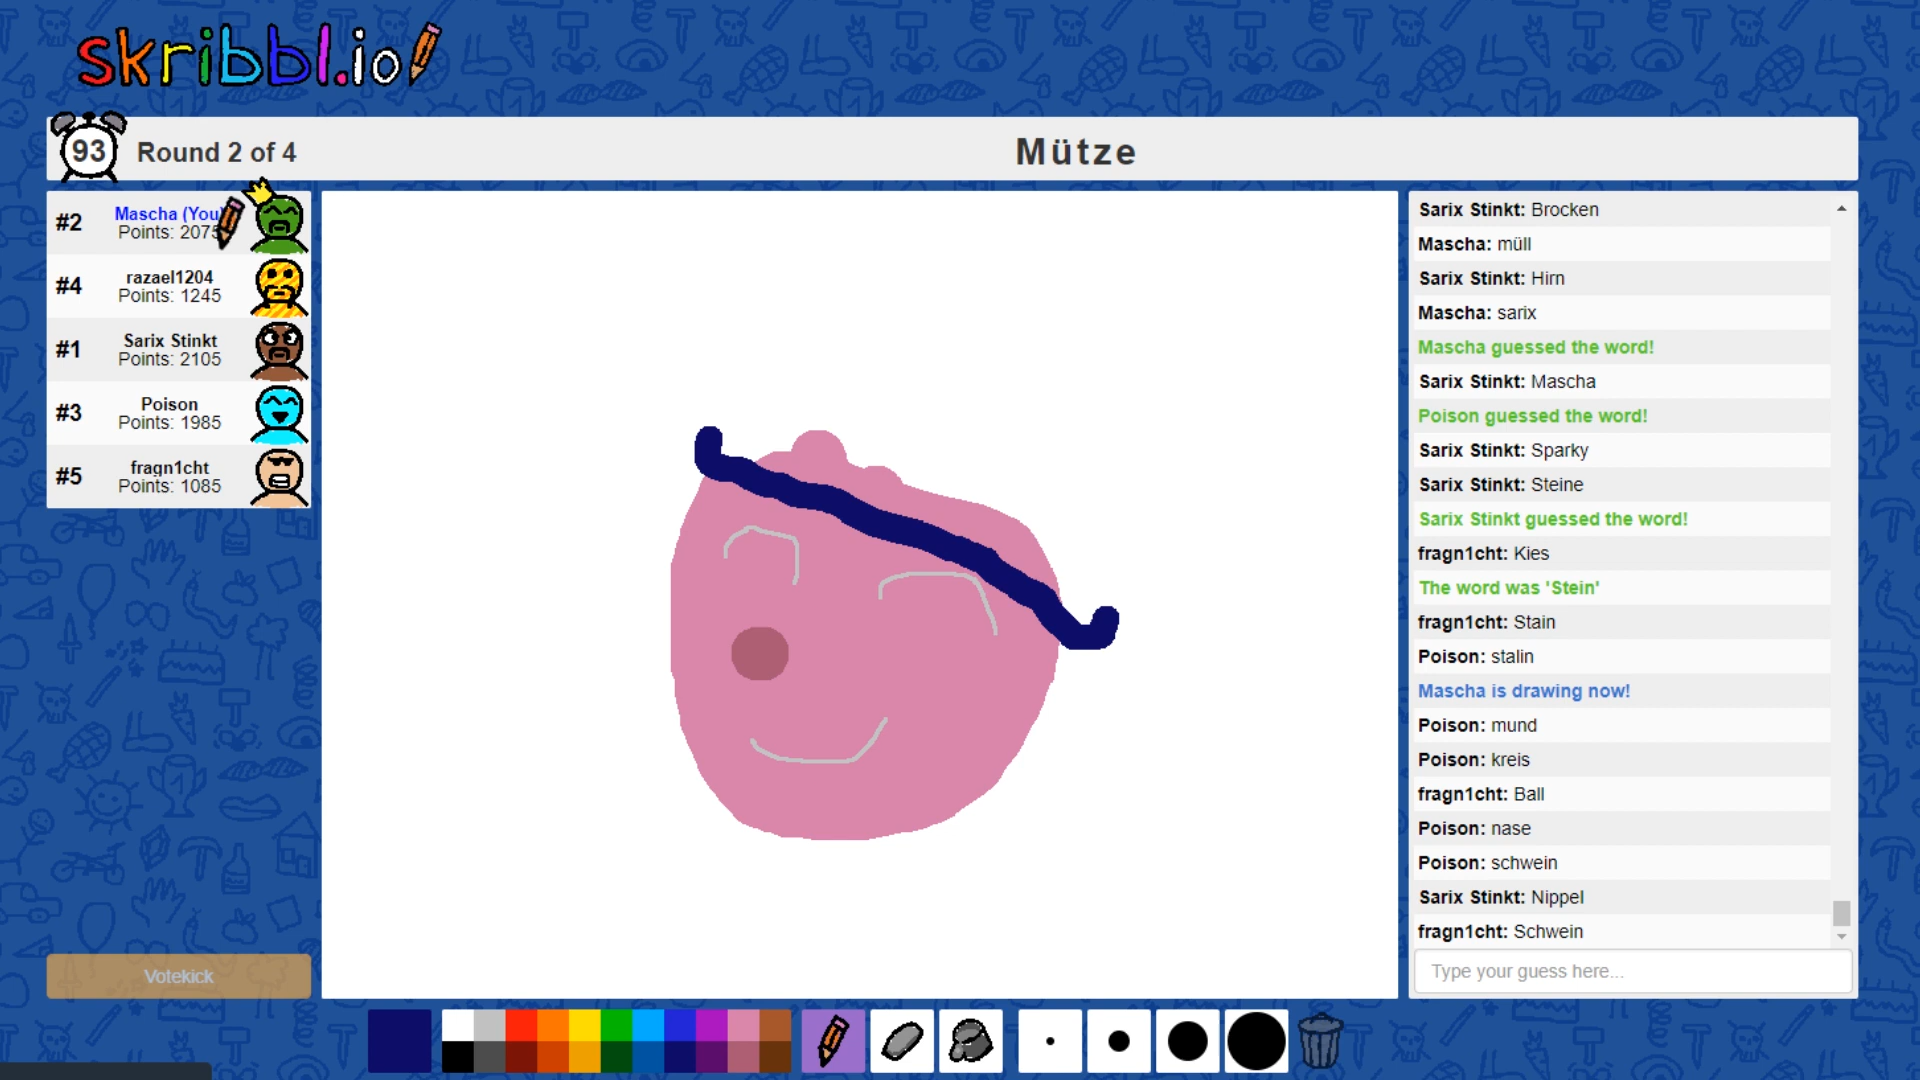 skribbl.io
93
Round 2 of 4
Mütze
#2
Mascha (You)
Points: 2075
#4
razael1204
Points: 1245
#1
Sarix Stinkt
Points: 2105
#3
Poison
Points: 1985
#5
fragn1cht
Points: 1085
Votekick
Sarix Stinkt: Brocken
Mascha: müll
Sarix Stinkt: Hirn
Mascha: sarix
Mascha guessed the word!
Sarix Stinkt: Mascha
Poison guessed the word!
Sarix Stinkt: Sparky
Sarix Stinkt: Steine
Sarix Stinkt guessed the word!
fragn1cht: Kies
The word was 'Stein'
fragn1cht: Stain
Poison: stalin
Mascha is drawing now!
Poison: mund
Poison: kreis
fragn1cht: Ball
Poison: nase
Poison: schwein
Sarix Stinkt: Nippel
fragn1cht: Schwein
Type your guess here...